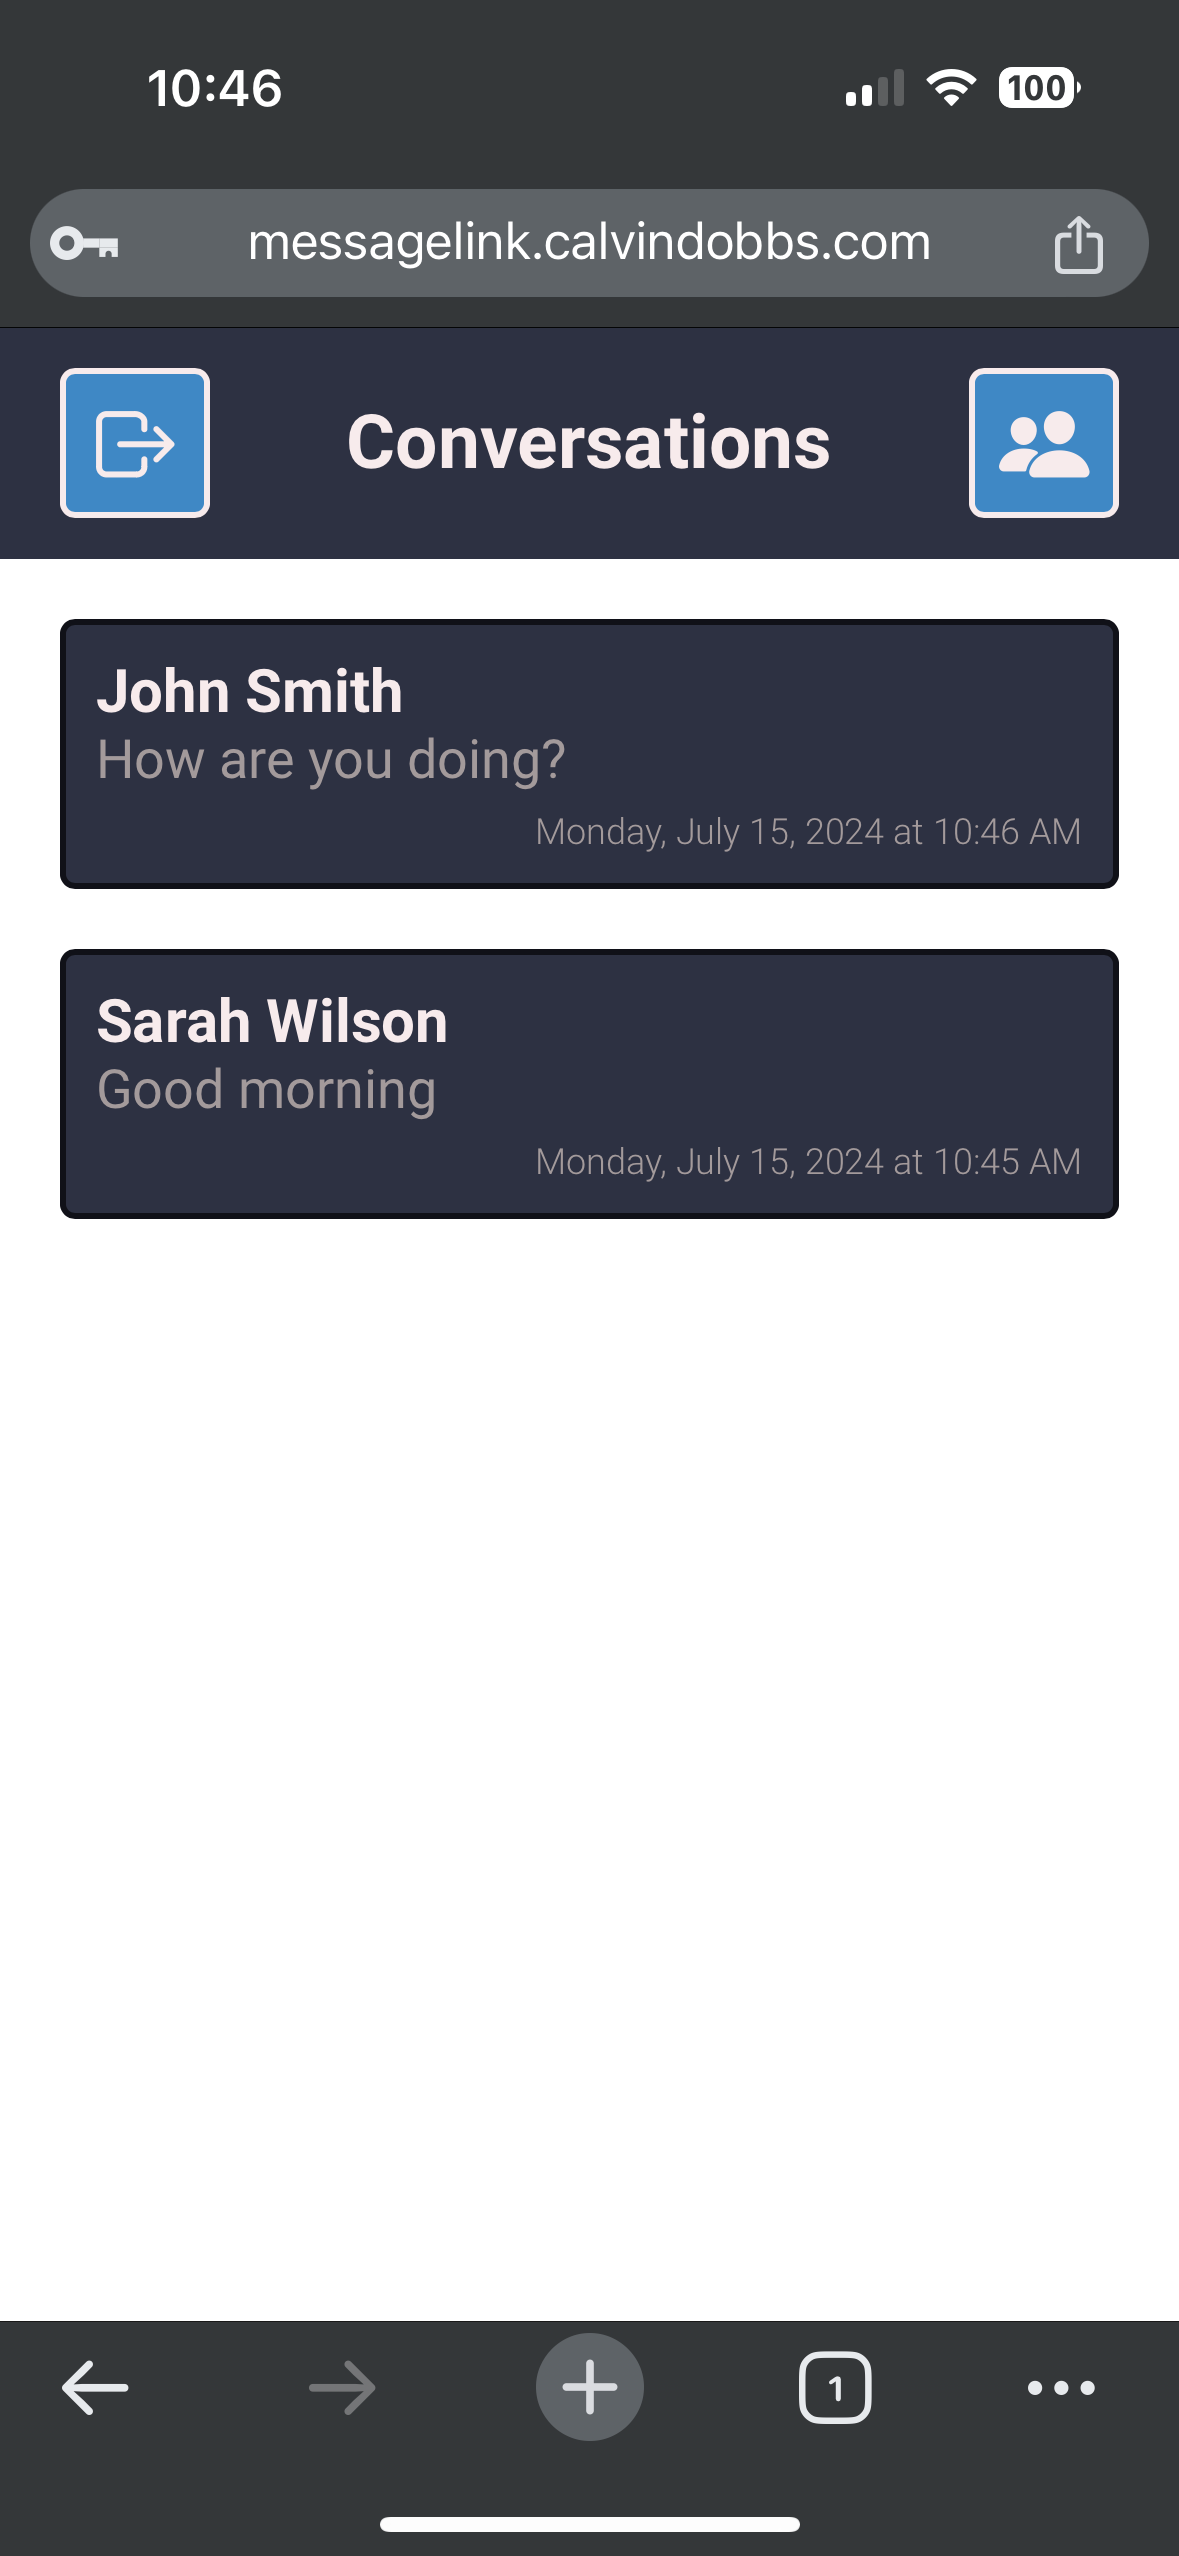 10:46
100
messagelink.calvindobbs.com
Conversations
John Smith
How are you doing?
Monday, July 15, 2024 at 10:46 AM
Sarah Wilson
Good morning
Monday, July 15, 2024 at 10:45 AM
1